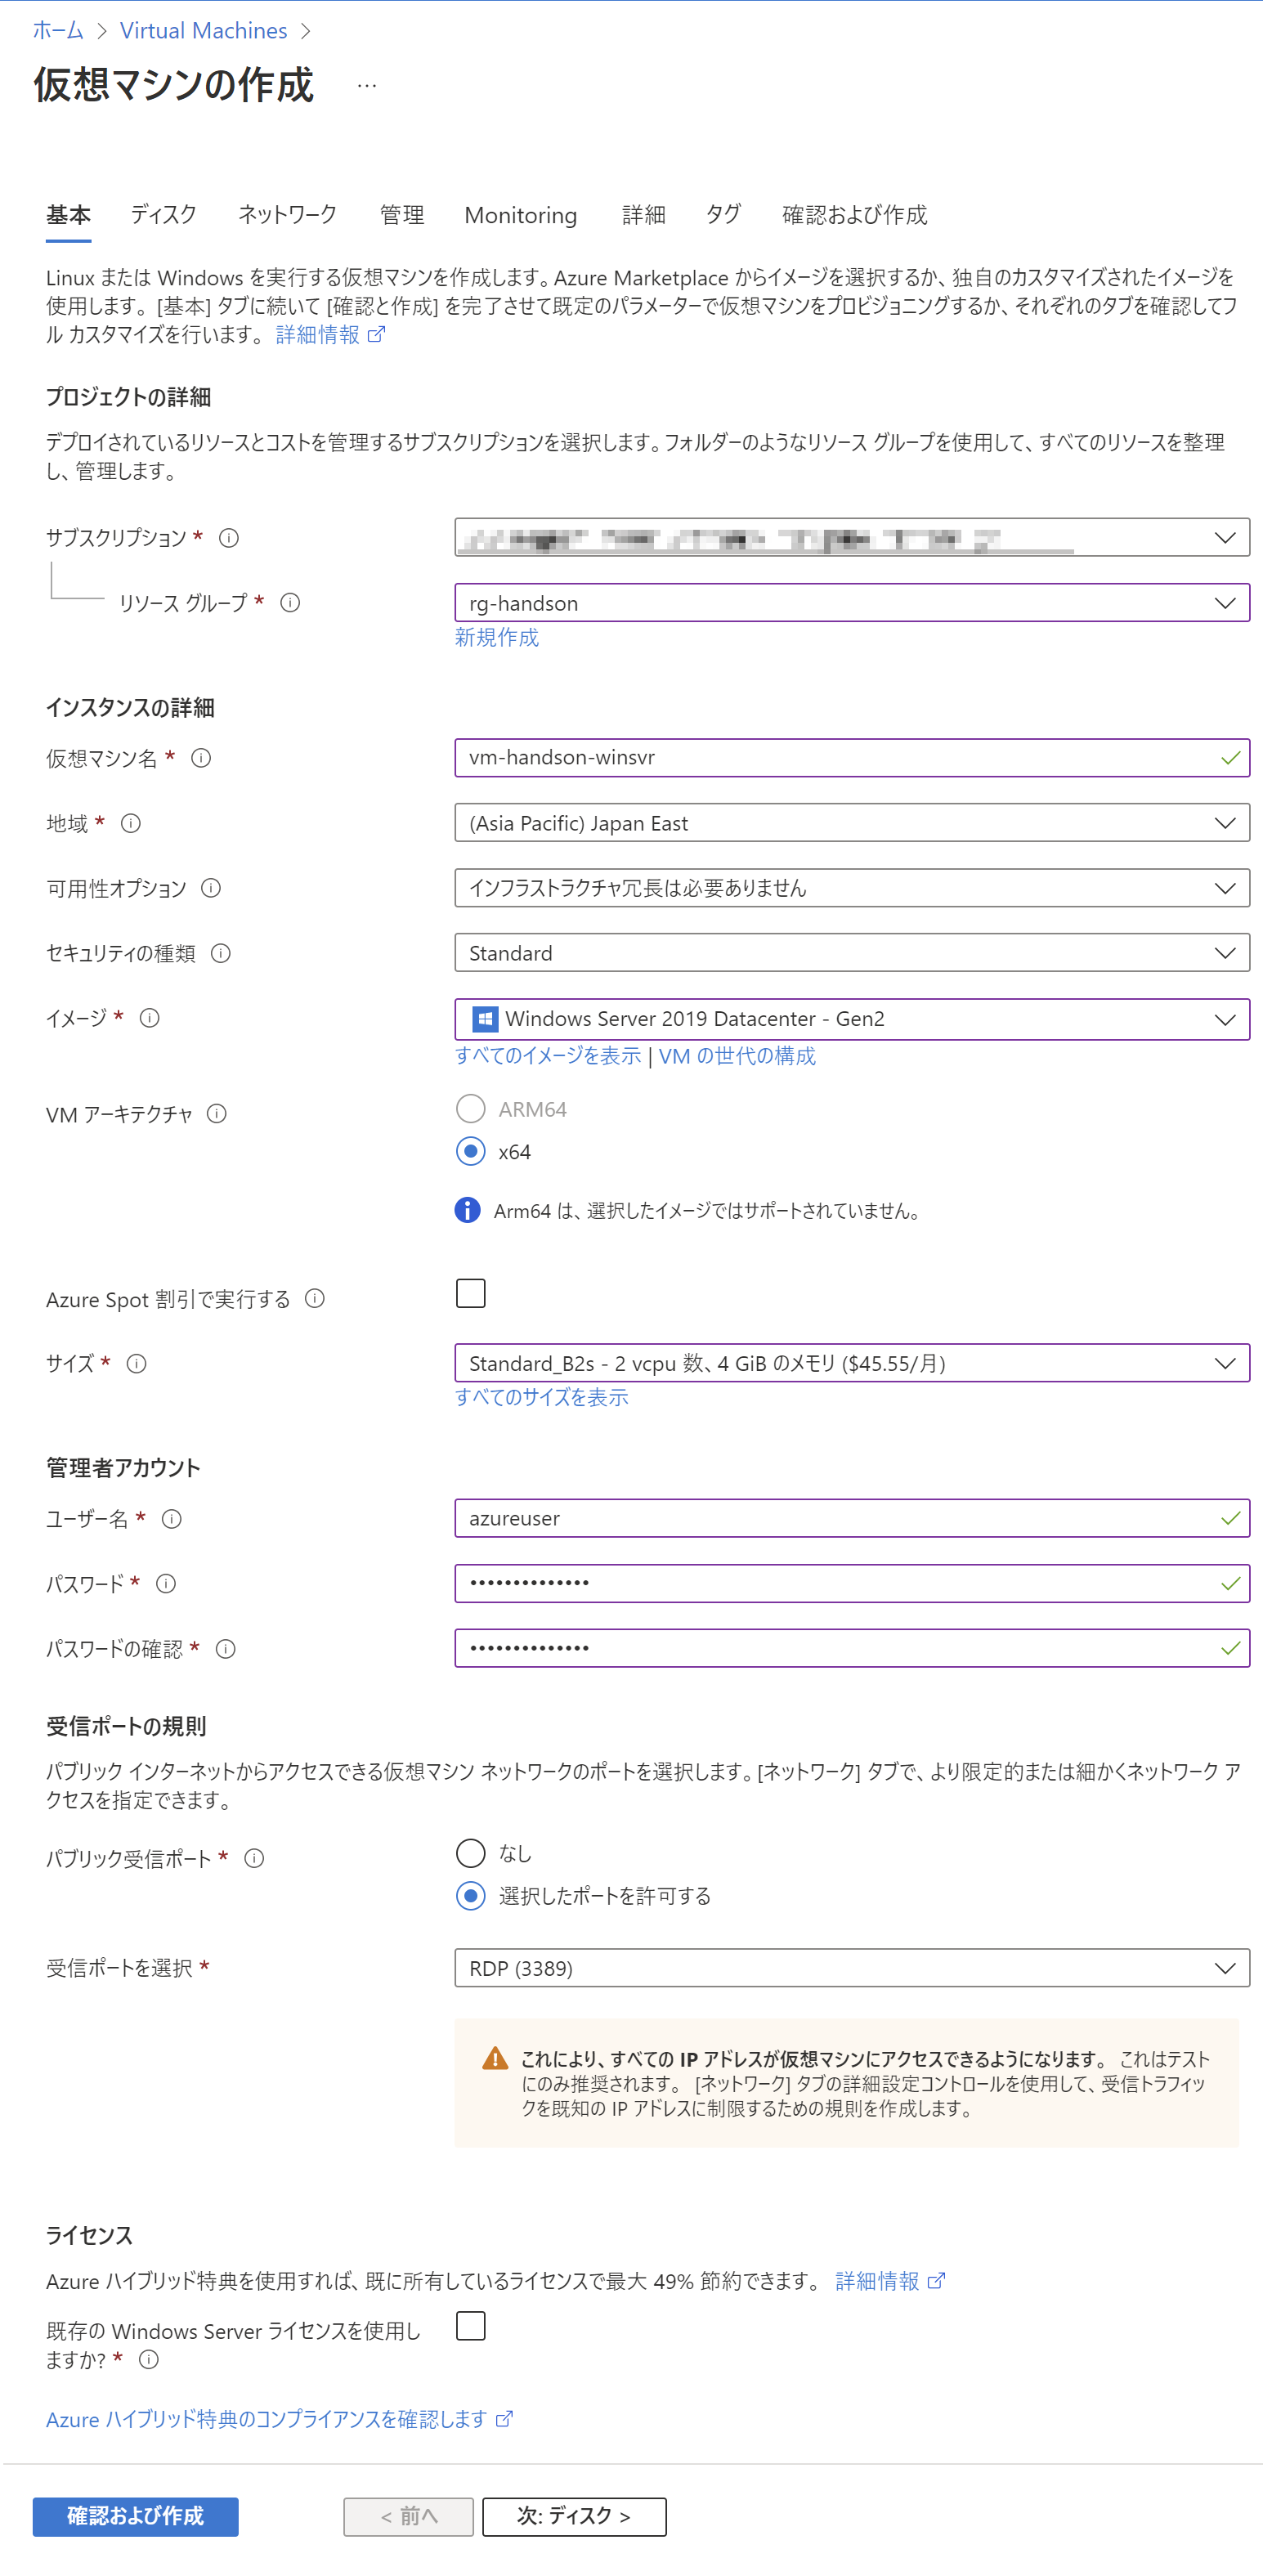 ホーム > Virtual Machines >
仮想マシンの作成 …
基本 ディスク ネットワーク 管理 Monitoring 詳細 タグ 確認および作成
Linux または Windows を実行する仮想マシンを作成します。Azure Marketplace からイメージを選択するか、独自のカスタマイズされたイメージを
使用します。 [基本] タブに続いて [確認と作成] を完了させて既定のパラメーターで仮想マシンをプロビジョニングするか、それぞれのタブを確認してフ
ル カスタマイズを行います。 詳細情報
プロジェクトの詳細
デプロイされているリソースとコストを管理するサブスクリプションを選択します。フォルダーのようなリソース グループを使用して、すべてのリソースを整理
し、管理します。
サブスクリプション *
リソース グループ * rg-handson
新規作成
インスタンスの詳細
仮想マシン名 * vm-handson-winsvr
地域 * (Asia Pacific) Japan East
可用性オプション インフラストラクチャ冗長は必要ありません
セキュリティの種類 Standard
イメージ * Windows Server 2019 Datacenter - Gen2
すべてのイメージを表示 | VM の世代の構成
VM アーキテクチャ ARM64
x64
Arm64 は、選択したイメージではサポートされていません。
Azure Spot 割引で実行する
サイズ * Standard_B2s - 2 vcpu 数、4 GiB のメモリ ($45.55/月)
すべてのサイズを表示
管理者アカウント
ユーザー名 * azureuser
パスワード * ••••••••••••••
パスワードの確認 * ••••••••••••••
受信ポートの規則
パブリック インターネットからアクセスできる仮想マシン ネットワークのポートを選択します。[ネットワーク] タブで、より限定的または細かくネットワーク ア
クセスを指定できます。
パブリック受信ポート * なし
選択したポートを許可する
受信ポートを選択 * RDP (3389)
これにより、すべての IP アドレスが仮想マシンにアクセスできるようになります。 これはテスト
にのみ推奨されます。 [ネットワーク] タブの詳細設定コントロールを使用して、受信トラフィッ
クを既知の IP アドレスに制限するための規則を作成します。
ライセンス
Azure ハイブリッド特典を使用すれば、既に所有しているライセンスで最大 49% 節約できます。 詳細情報
既存の Windows Server ライセンスを使用し
ますか? *
Azure ハイブリッド特典のコンプライアンスを確認します
確認および作成 < 前へ 次: ディスク >